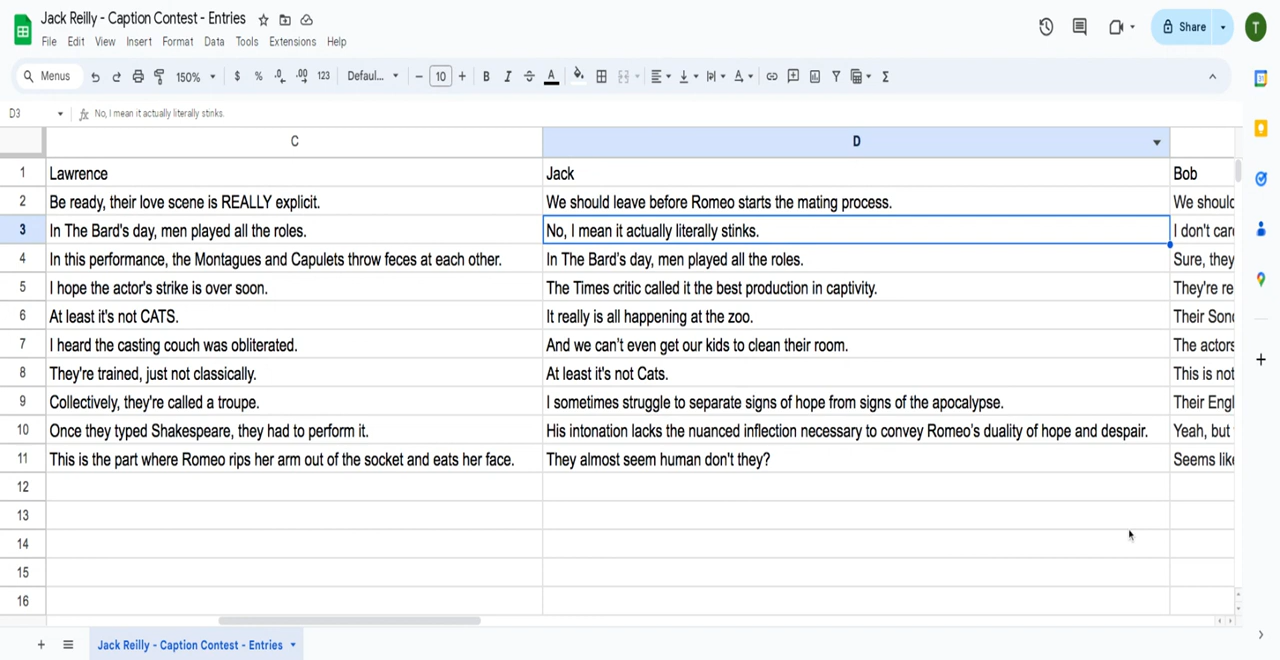 Jack Reilly - Caption Contest - Entries
File Edit View Insert Format Data Tools Extensions Help
Share
T
Menus 150% $ % .0 .00 123 Defaul... - 10 + B I A Σ
D3 fx No, I mean it actually literally stinks.
C D
1 Lawrence Jack Bob
2 Be ready, their love scene is REALLY explicit. We should leave before Romeo starts the mating process. We
3 In The Bard's day, men played all the roles. No, I mean it actually literally stinks. I don't
4 In this performance, the Montagues and Capulets throw feces at each other. In The Bard's day, men played all the roles. Sure, they
5 I hope the actor's strike is over soon. The Times critic called it the best production in captivity. They're re
6 At least it's not CATS. It really is all happening at the zoo. Their
7 I heard the casting couch was obliterated. And we can't even get our kids to clean their room. The actors
8 They're trained, just not classically. At least it's not Cats. This is not
9 Collectively, they're called a troupe. I sometimes struggle to separate signs of hope from signs of the apocalypse. Their Engl
10 Once they typed Shakespeare, they had to perform it. His intonation lacks the nuanced inflection necessary to convey Romeo's duality of hope and despair. Yeah, but
11 This is the part where Romeo rips her arm out of the socket and eats her face. They almost seem human don't they? Seems
12
13
14
15
16
Jack Reilly - Caption Contest - Entries